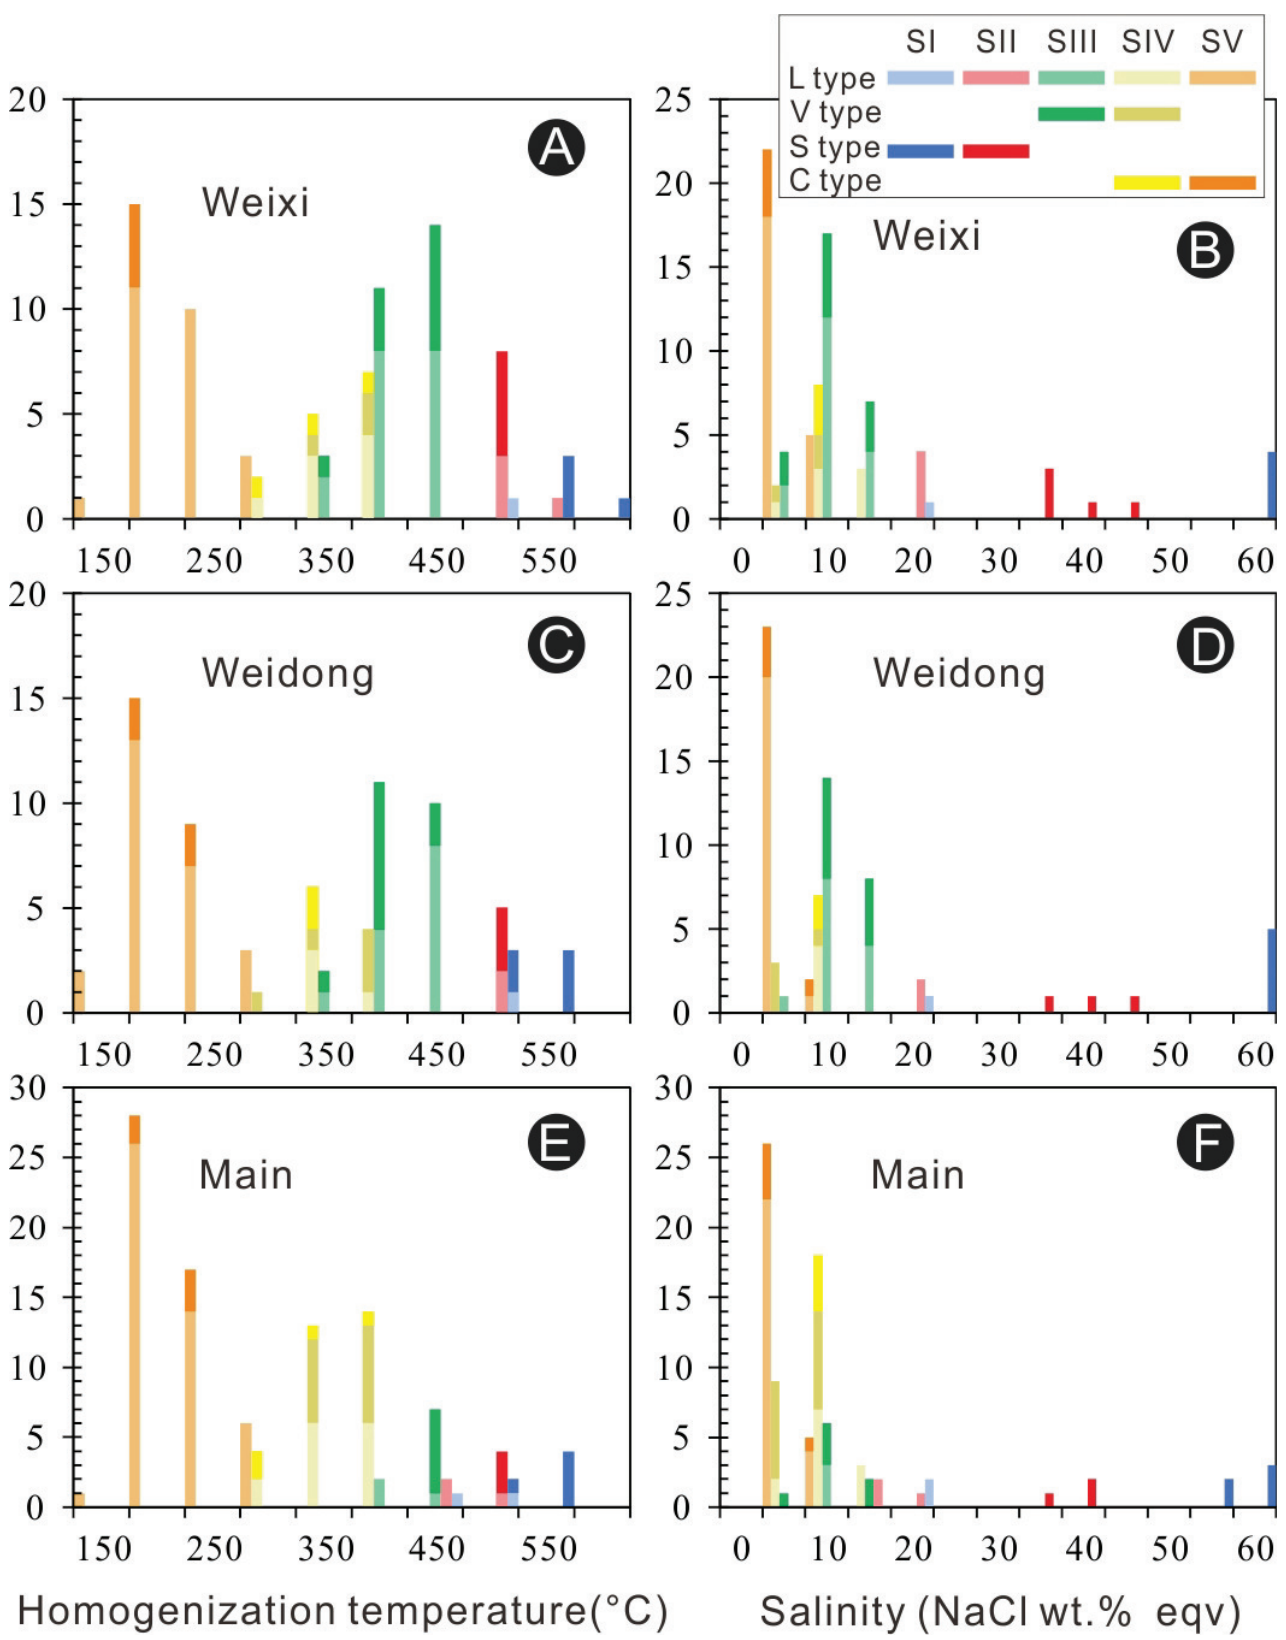 SI SII SIII SIV SV
L type
V type
S type
C type
20
15
10
5
0
A
Weixi
150 250 350 450 550
25
20
15
10
5
0
B
Weixi
0 10 20 30 40 50 60
20
15
10
5
0
C
Weidong
150 250 350 450 550
25
20
15
10
5
0
D
Weidong
0 10 20 30 40 50 60
30
25
20
15
10
5
0
E
Main
150 250 350 450 550
Homogenization temperature(°C)
30
25
20
15
10
5
0
F
Main
0 10 20 30 40 50 60
Salinity (NaCl wt.% eqv)